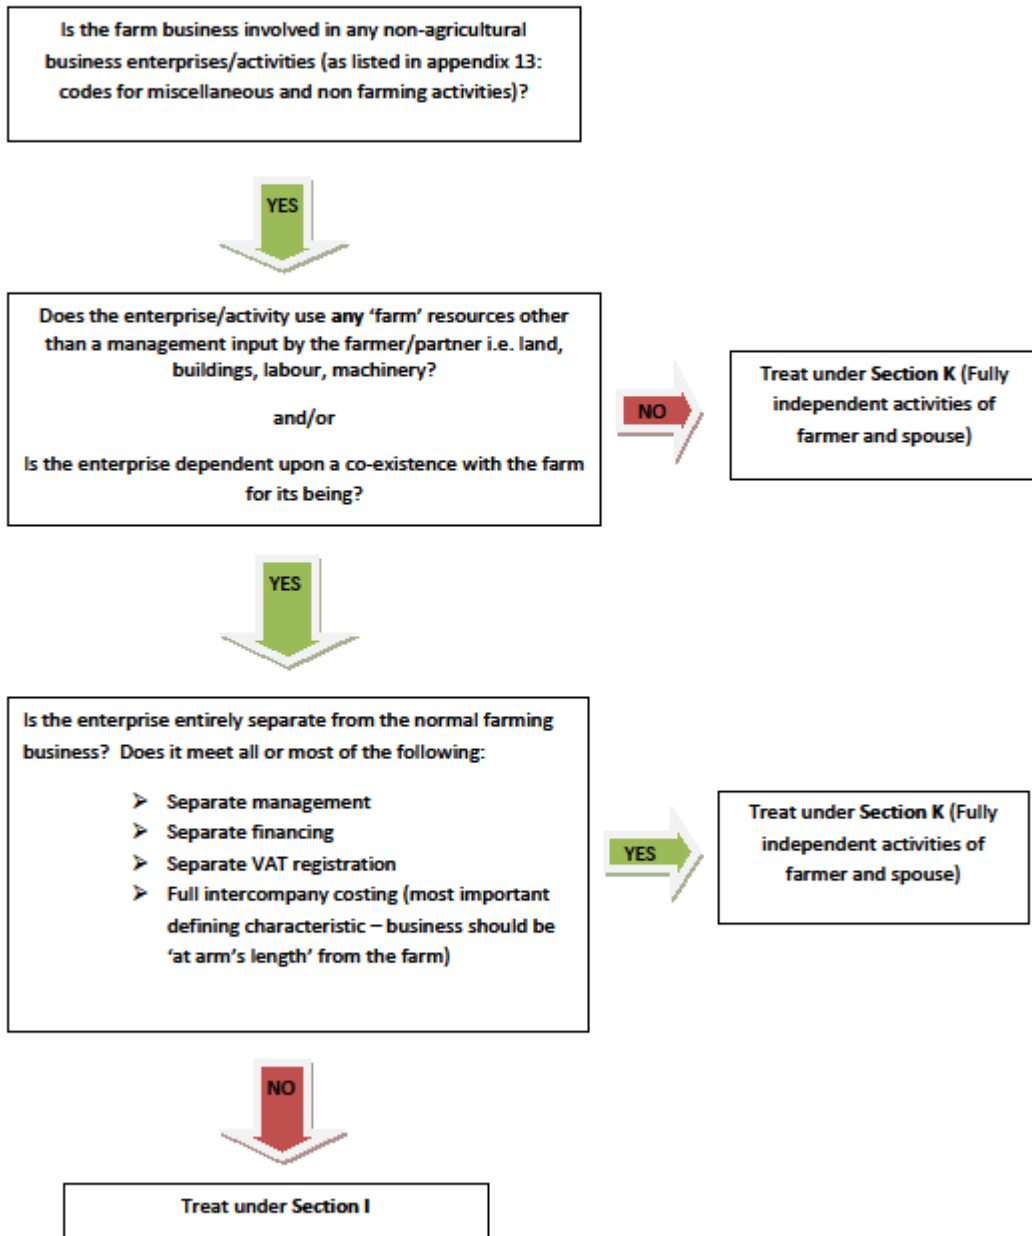 Is the farm business involved in any non-agricultural
business enterprises/activities (as listed in appendix 13:
codes for miscellaneous and non farming activities)?
YES
Does the enterprise/activity use any ‘farm’ resources other
than a management input by the farmer/partner i.e. land,
buildings, labour, machinery?
and/or
Is the enterprise dependent upon a co-existence with the farm
for its being?
NO
Treat under Section K (Fully
independent activities of
farmer and spouse)
YES
Is the enterprise entirely separate from the normal farming
business? Does it meet all or most of the following:
➢ Separate management
➢ Separate financing
➢ Separate VAT registration
➢ Full intercompany costing (most important
defining characteristic – business should be
‘at arm’s length’ from the farm)
YES
Treat under Section K (Fully
independent activities of
farmer and spouse)
NO
Treat under Section I